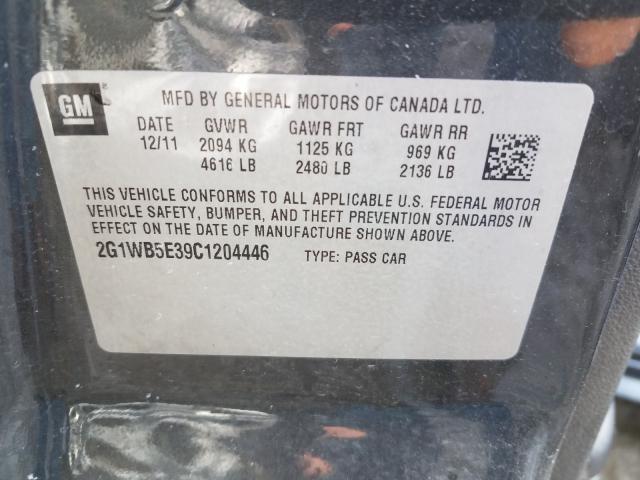 GM
MFD BY GENERAL MOTORS OF CANADA LTD.
DATE GVWR GAWR FRT GAWR RR
12/11 2094 KG 1125 KG 969 KG
4616 LB 2480 LB 2136 LB
THIS VEHICLE CONFORMS TO ALL APPLICABLE U.S. FEDERAL MOTOR
VEHICLE SAFETY, BUMPER, AND THEFT PREVENTION STANDARDS IN
EFFECT ON THE DATE OF MANUFACTURE SHOWN ABOVE.
2G1WB5E39C1204446 TYPE: PASS CAR